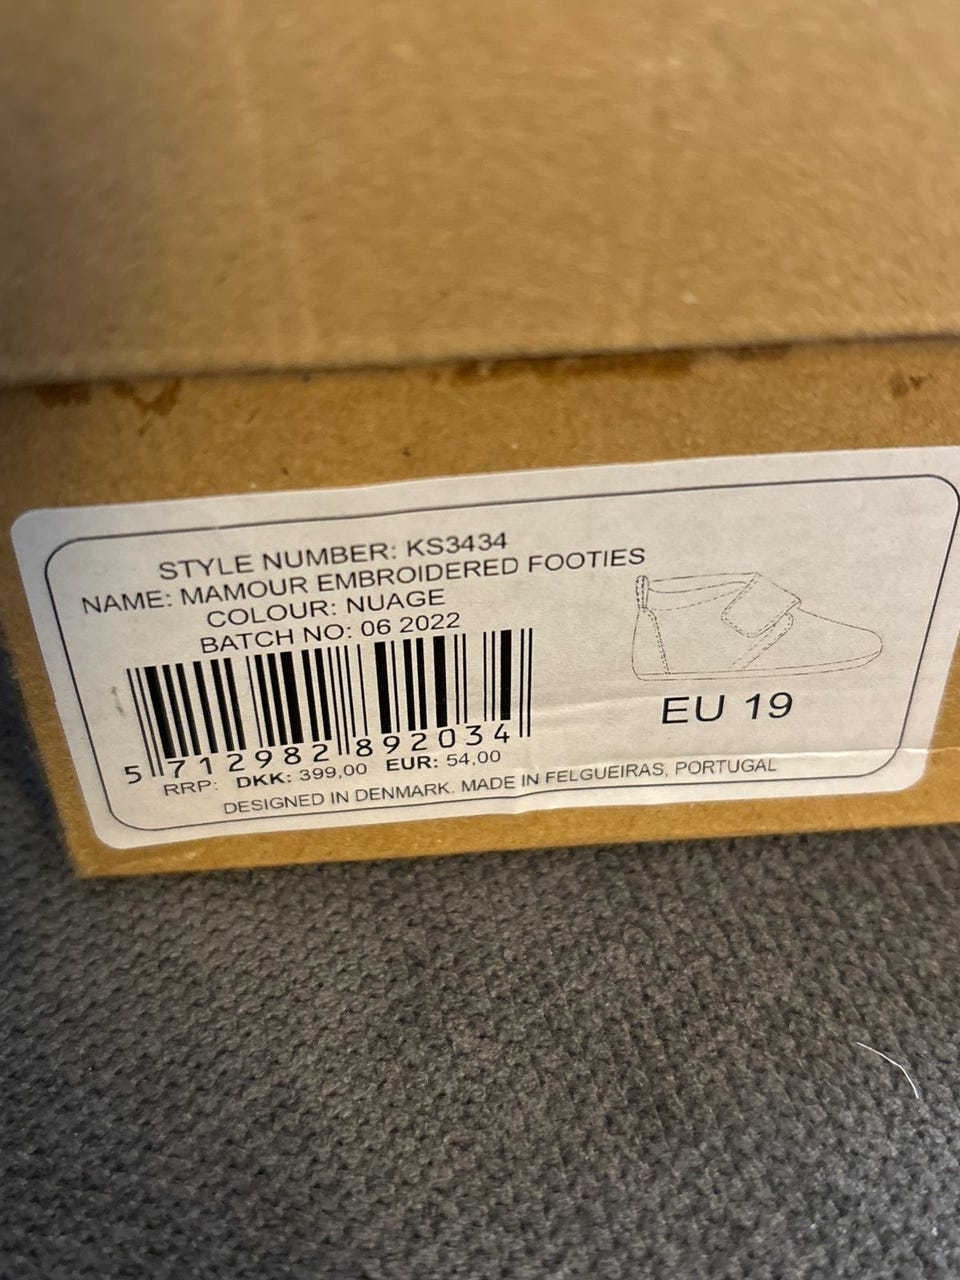 STYLE NUMBER: KS3434
NAME: MAMOUR EMBROIDERED FOOTIES
COLOUR: NUAGE
BATCH NO: 06 2022
5 712982 892034
RRP: DKK: 399,00 EUR: 54,00
DESIGNED IN DENMARK. MADE IN FELGUEIRAS, PORTUGAL
EU 19